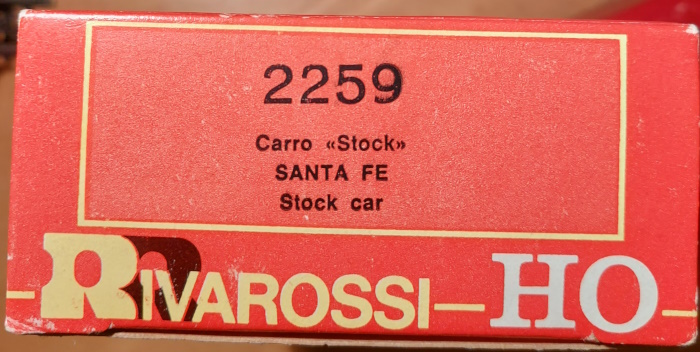 2259
Carro «Stock»
SANTA FE
Stock car
RIVAROSSI HO